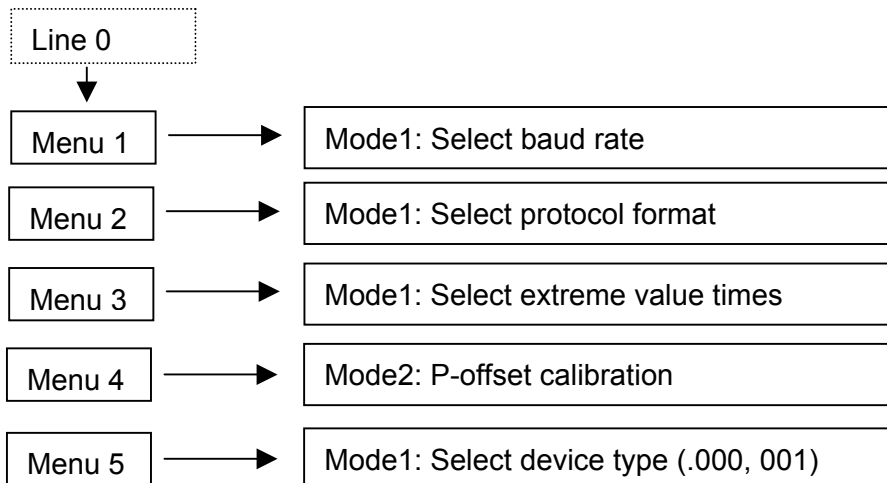 Line 0
Menu 1
Mode1: Select baud rate
Menu 2
Mode1: Select protocol format
Menu 3
Mode1: Select extreme value times
Menu 4
Mode2: P-offset calibration
Menu 5
Mode1: Select device type (.000, 001)